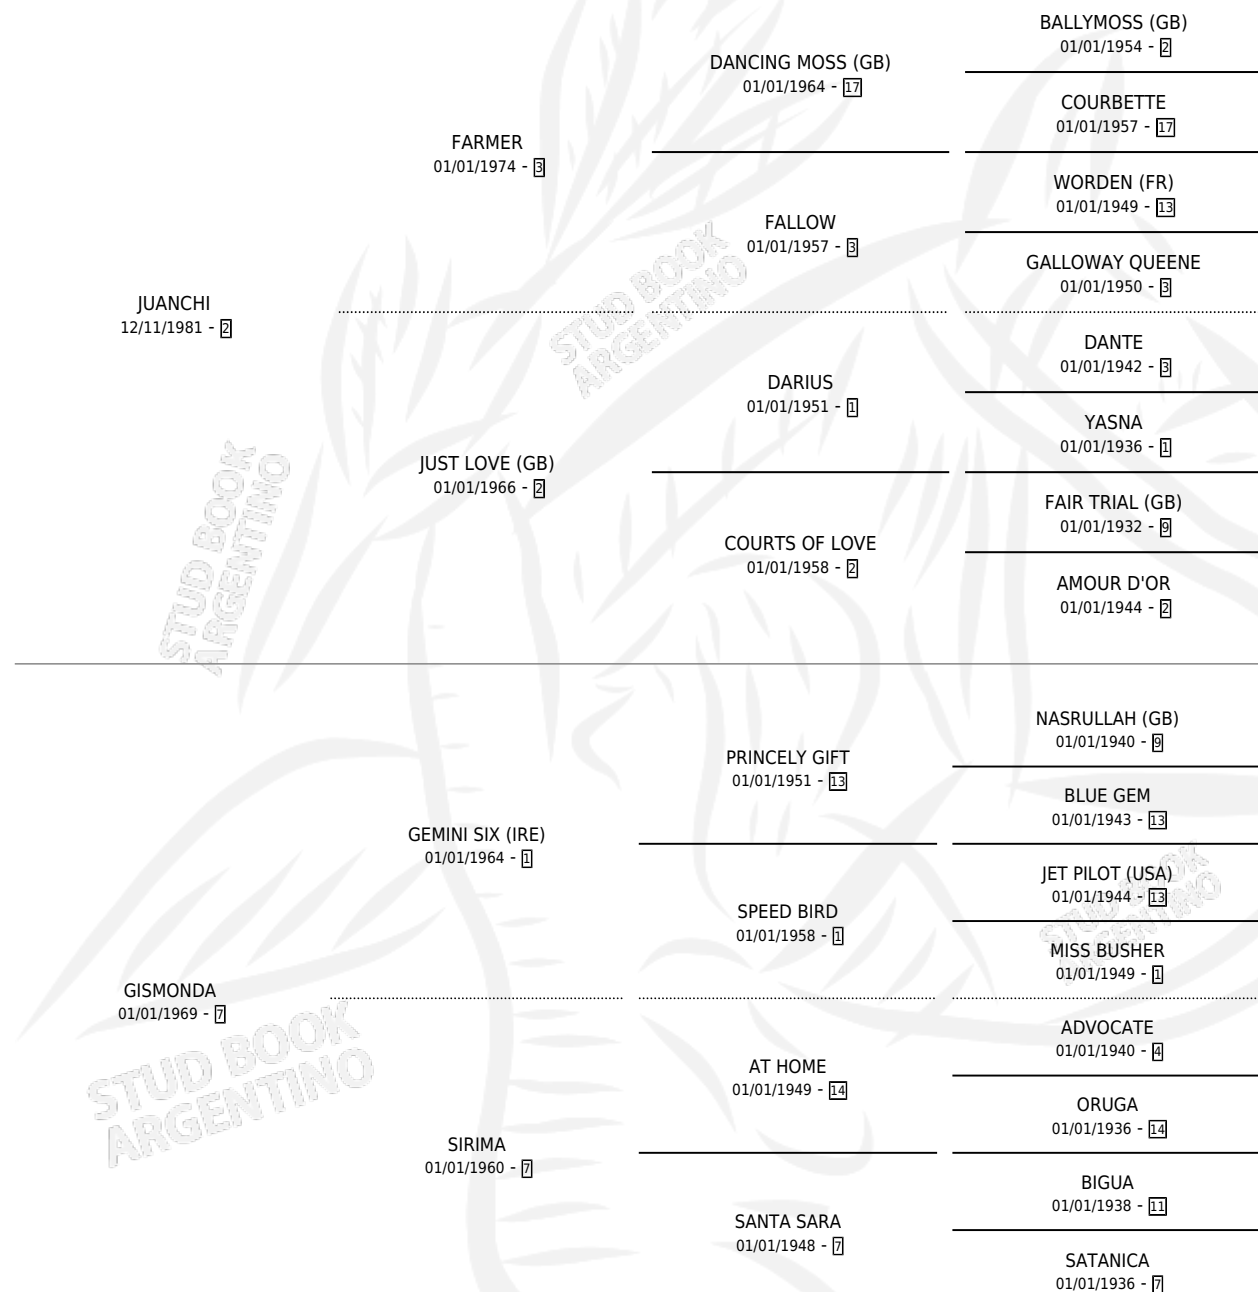 JUANCHI
12/11/1981 - 2
FARMER
01/01/1974 - 3
DANCING MOSS (GB)
01/01/1964 - 17
BALLYMOSS (GB)
01/01/1954 - 2
COURBETTE
01/01/1957 - 17
FALLOW
01/01/1957 - 3
WORDEN (FR)
01/01/1949 - 13
GALLOWAY QUEENE
01/01/1950 - 3
JUST LOVE (GB)
01/01/1966 - 2
DARIUS
01/01/1951 - 1
DANTE
01/01/1942 - 3
YASNA
01/01/1936 - 1
COURTS OF LOVE
01/01/1958 - 2
FAIR TRIAL (GB)
01/01/1932 - 9
AMOUR D'OR
01/01/1944 - 2
GISMONDA
01/01/1969 - 7
GEMINI SIX (IRE)
01/01/1964 - 1
PRINCELY GIFT
01/01/1951 - 13
NASRULLAH (GB)
01/01/1940 - 9
BLUE GEM
01/01/1943 - 13
SPEED BIRD
01/01/1958 - 1
JET PILOT (USA)
01/01/1944 - 13
MISS BUSHER
01/01/1949 - 1
SIRIMA
01/01/1960 - 7
AT HOME
01/01/1949 - 14
ADVOCATE
01/01/1940 - 4
ORUGA
01/01/1936 - 14
SANTA SARA
01/01/1948 - 7
BIGUA
01/01/1938 - 11
SATANICA
01/01/1936 - 7
STUD BOOK
ARGENTINO
STUD BOOK
ARGENTINO
STUD BOOK
ARGENTINO
STUD BOOK
ARGENTINO